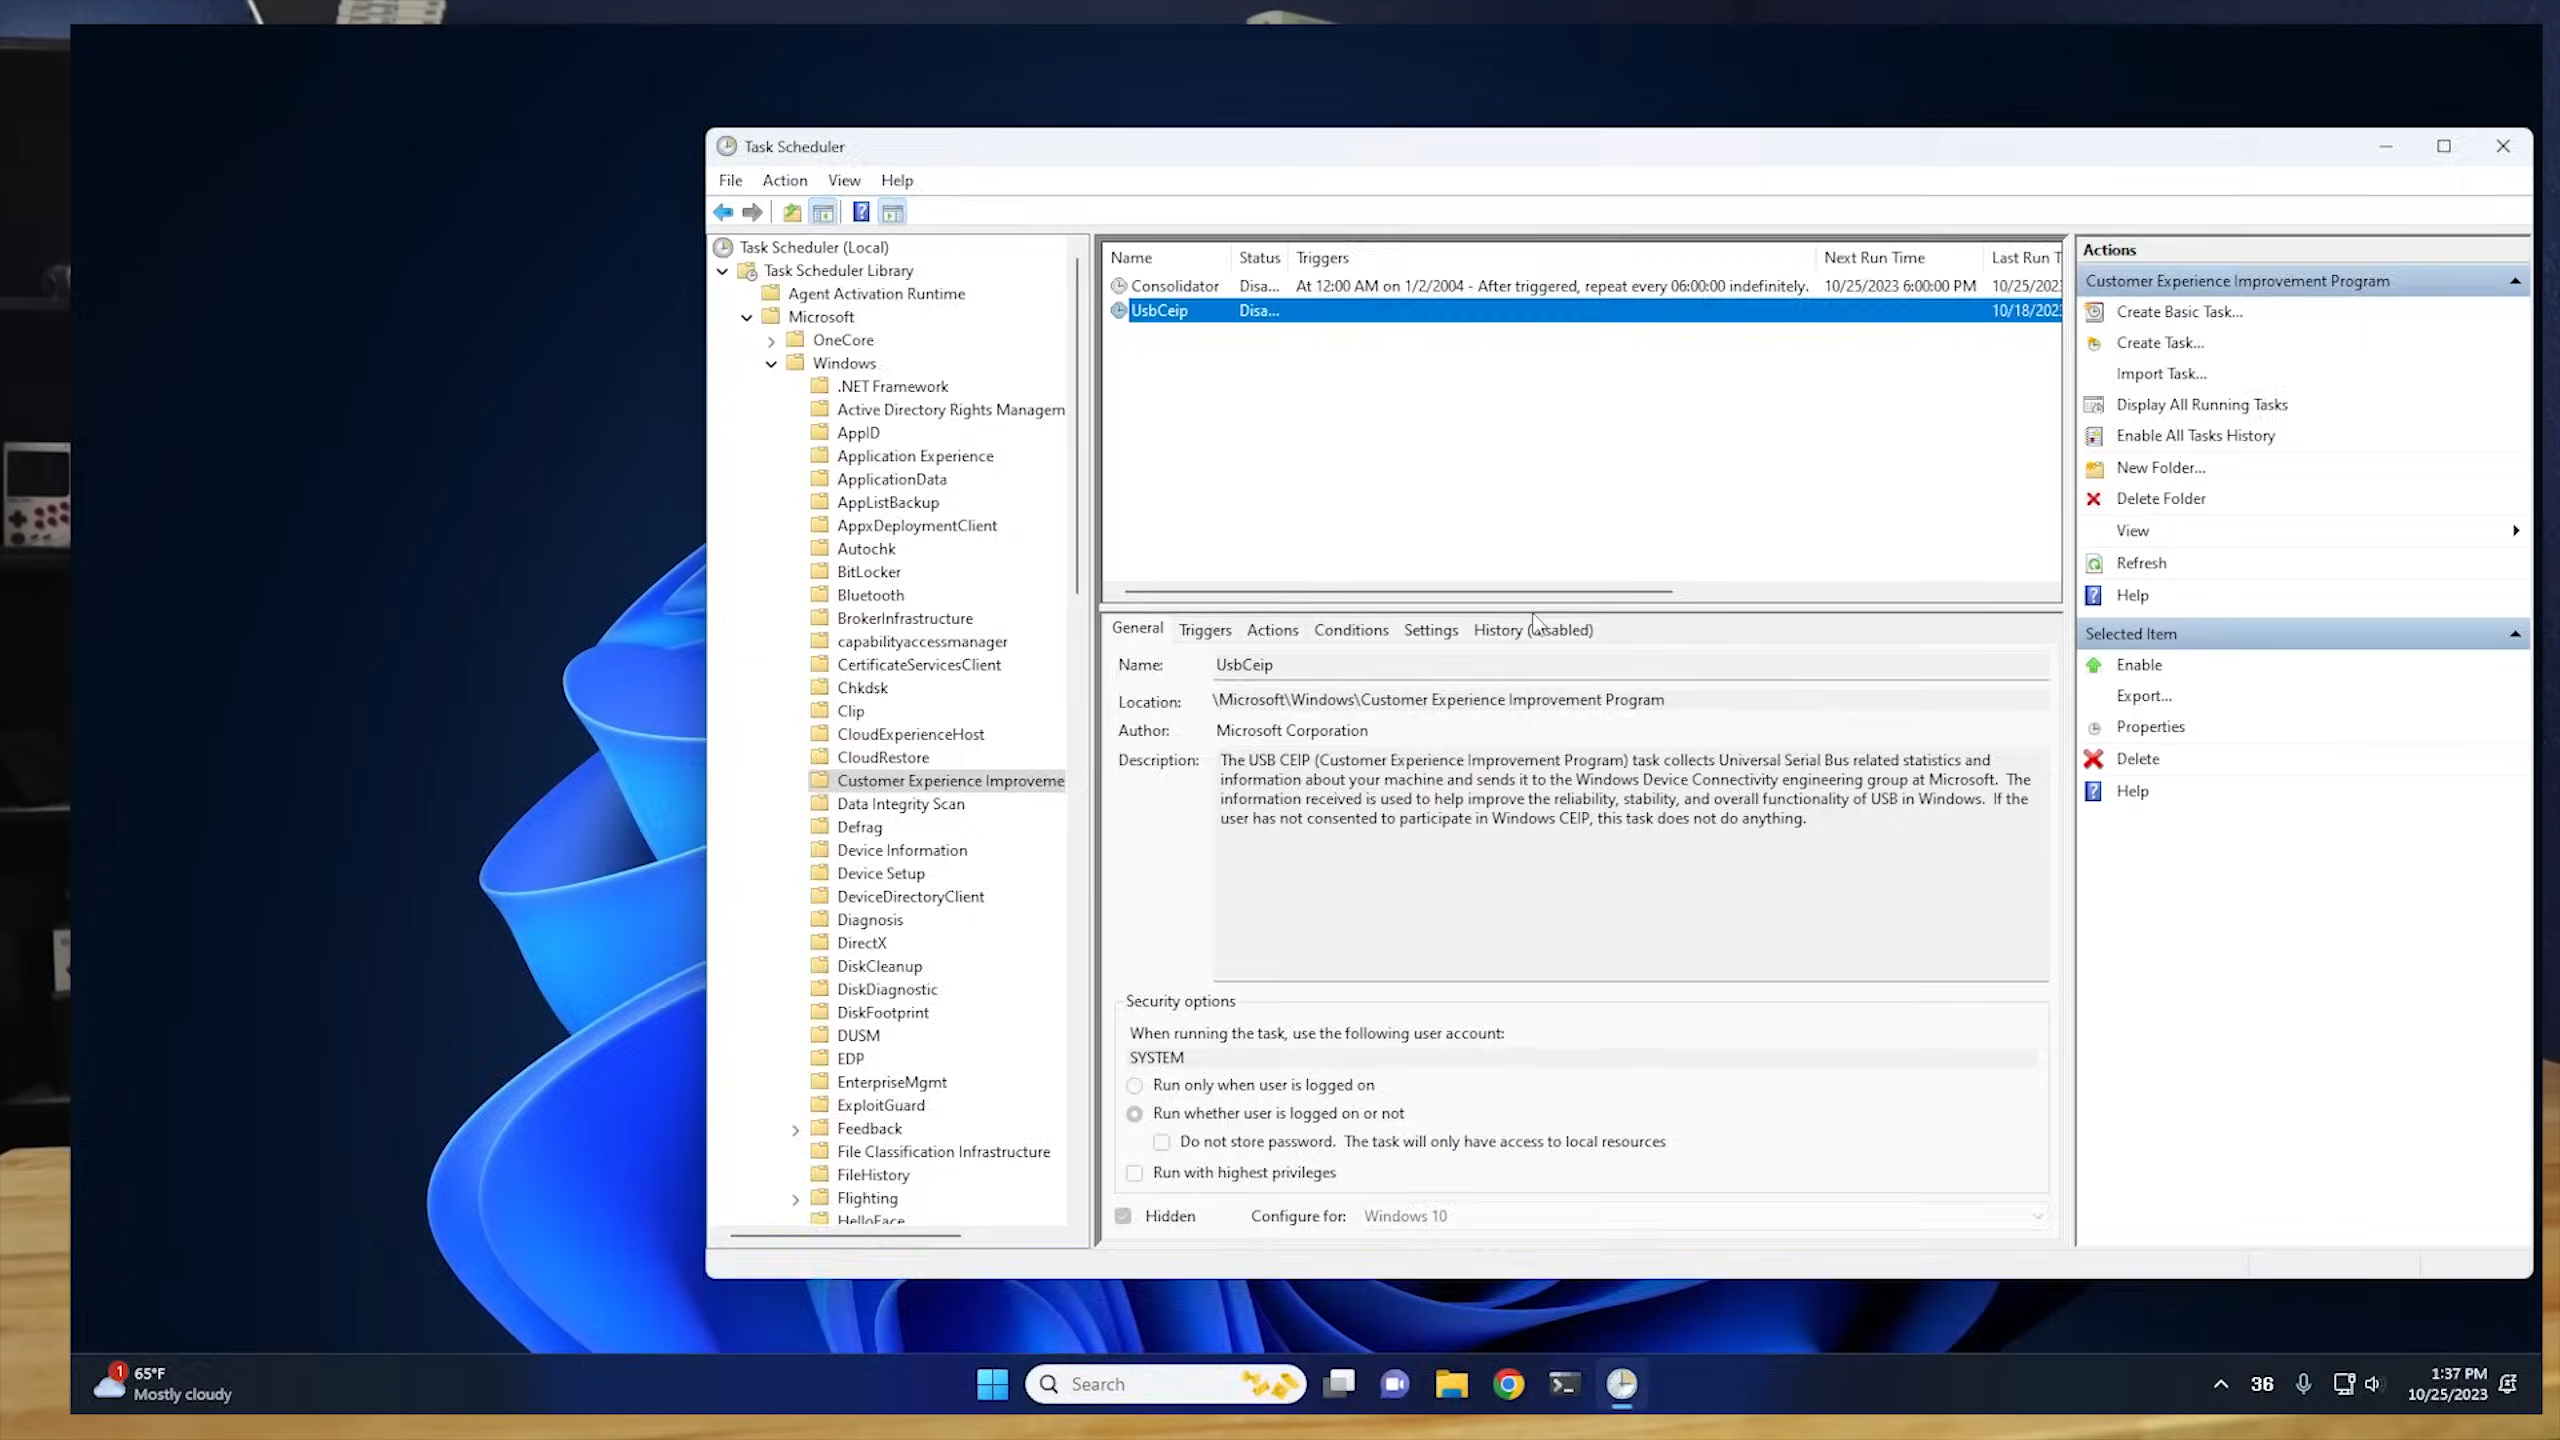 Task Scheduler
File Action View Help
Task Scheduler (Local)
Task Scheduler Library
Agent Activation Runtime
Microsoft
OneCore
Windows
.NET Framework
Active Directory Rights Managem
AppID
Application Experience
ApplicationData
AppListBackup
AppxDeploymentClient
Autochk
BitLocker
Bluetooth
BrokerInfrastructure
capabilityaccessmanager
CertificateServicesClient
Chkdsk
Clip
CloudExperienceHost
CloudRestore
Customer Experience Improveme
Data Integrity Scan
Defrag
Device Information
Device Setup
DeviceDirectoryClient
Diagnosis
DirectX
DiskCleanup
DiskDiagnostic
DiskFootprint
DUSM
EDP
EnterpriseMgmt
ExploitGuard
Feedback
File Classification Infrastructure
FileHistory
Flighting
HelloFace
Name Status Triggers Next Run Time Last Run T
Consolidator Disa... At 12:00 AM on 1/2/2004 - After triggered, repeat every 06:00:00 indefinitely. 10/25/2023 6:00:00 PM 10/25/202
UsbCeip Disa... 10/18/202
General Triggers Actions Conditions Settings History
Name: UsbCeip
Location: \Microsoft\Windows\Customer Experience Improvement Program
Author: Microsoft Corporation
Description: The USB CEIP (Customer Experience Improvement Program) task collects Universal Serial Bus related statistics and
information about your machine and sends it to the Windows Device Connectivity engineering group at Microsoft. The
information received is used to help improve the reliability, stability, and overall functionality of USB in Windows. If the
user has not consented to participate in Windows CEIP, this task does not do anything.
Security options
When running the task, use the following user account:
SYSTEM
Run only when user is logged on
Run whether user is logged on or not
Do not store password. The task will only have access to local resources
Run with highest privileges
Hidden Configure for: Windows 10
Actions
Customer Experience Improvement Program
Create Basic Task...
Create Task...
Import Task...
Display All Running Tasks
Enable All Tasks History
New Folder...
Delete Folder
View
Refresh
Help
Selected Item
Enable
Export...
Properties
Delete
Help
1
65°F
Mostly cloudy
Search
36
1:37 PM
10/25/2023